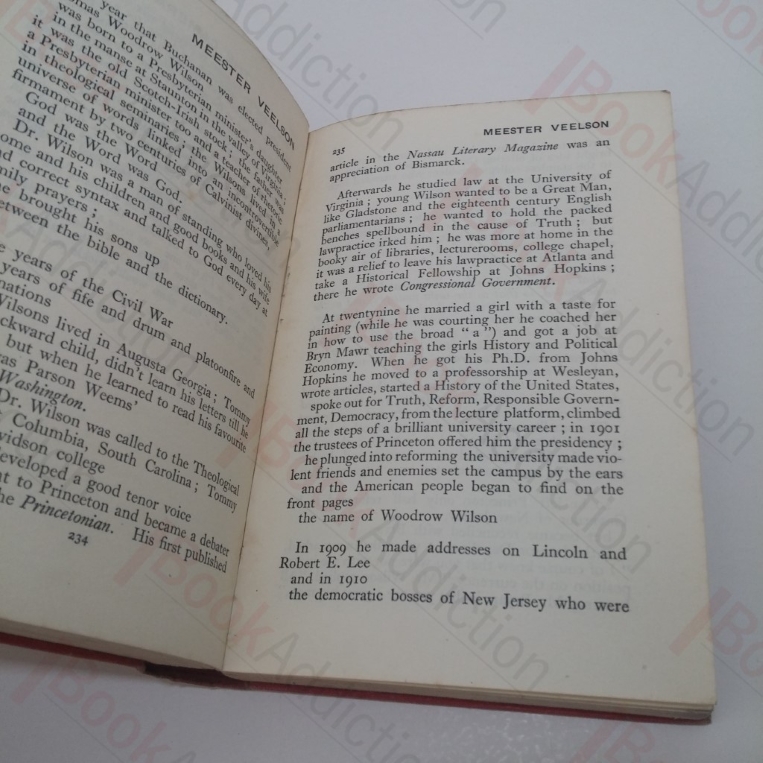 MEESTER VEELSON
year that Buchanan was elected president
mas Woodrow Wilson
was born to a Presbyterian minister's daughter
in the manse at Staunton in the valley of Virginia;
it was the old Scotch-Irish stock; the father was
a Presbyterian minister too and a teacher of rhetoric
in theological seminaries; the Wilsons lived in a
universe of words linked into an incontrovertible
firmament by two centuries of Calvinist divines,
God was the Word
and the Word was God.
Dr. Wilson was a man of standing who loved his
ome and his children and good books and his wife
nd correct syntax and talked to God every day at
amily prayers;
he brought his sons up
between the bible and the dictionary.
e years of the Civil War
years of fife and drum and platoonfire and
nations
Wilsons lived in Augusta Georgia; Tommy
ackward child, didn't learn his letters till he
but when he learned to read his favourite
was Parson Weems'
Washington.
Dr. Wilson was called to the Theological
Columbia, South Carolina; Tommy
vidson college
developed a good tenor voice
nt to Princeton and became a debater
the Princetonian. His first published
234
235
MEESTER VEELSON
article in the Nassau Literary Magazine was an
appreciation of Bismarck.
Afterwards he studied law at the University of
Virginia; young Wilson wanted to be a Great Man,
like Gladstone and the eighteenth century English
parliamentarians; he wanted to hold the packed
benches spellbound in the cause of Truth; but
lawpractice irked him; he was more at home in the
booky air of libraries, lecturerooms, college chapel,
it was a relief to leave his lawpractice at Atlanta and
take a Historical Fellowship at Johns Hopkins;
there he wrote Congressional Government.
At twentynine he married a girl with a taste for
painting (while he was courting her he coached her
in how to use the broad "a") and got a job at
Bryn Mawr teaching the girls History and Political
Economy. When he got his Ph.D. from Johns
Hopkins he moved to a professorship at Wesleyan,
wrote articles, started a History of the United States,
spoke out for Truth, Reform, Responsible Govern-
ment, Democracy, from the lecture platform, climbed
all the steps of a brilliant university career; in 1901
the trustees of Princeton offered him the presidency;
he plunged into reforming the university made vio-
lent friends and enemies set the campus by the ears
and the American people began to find on the
front pages
the name of Woodrow Wilson
In 1909 he made addresses on Lincoln and
Robert E. Lee
and in 1910
the democratic bosses of New Jersey who were